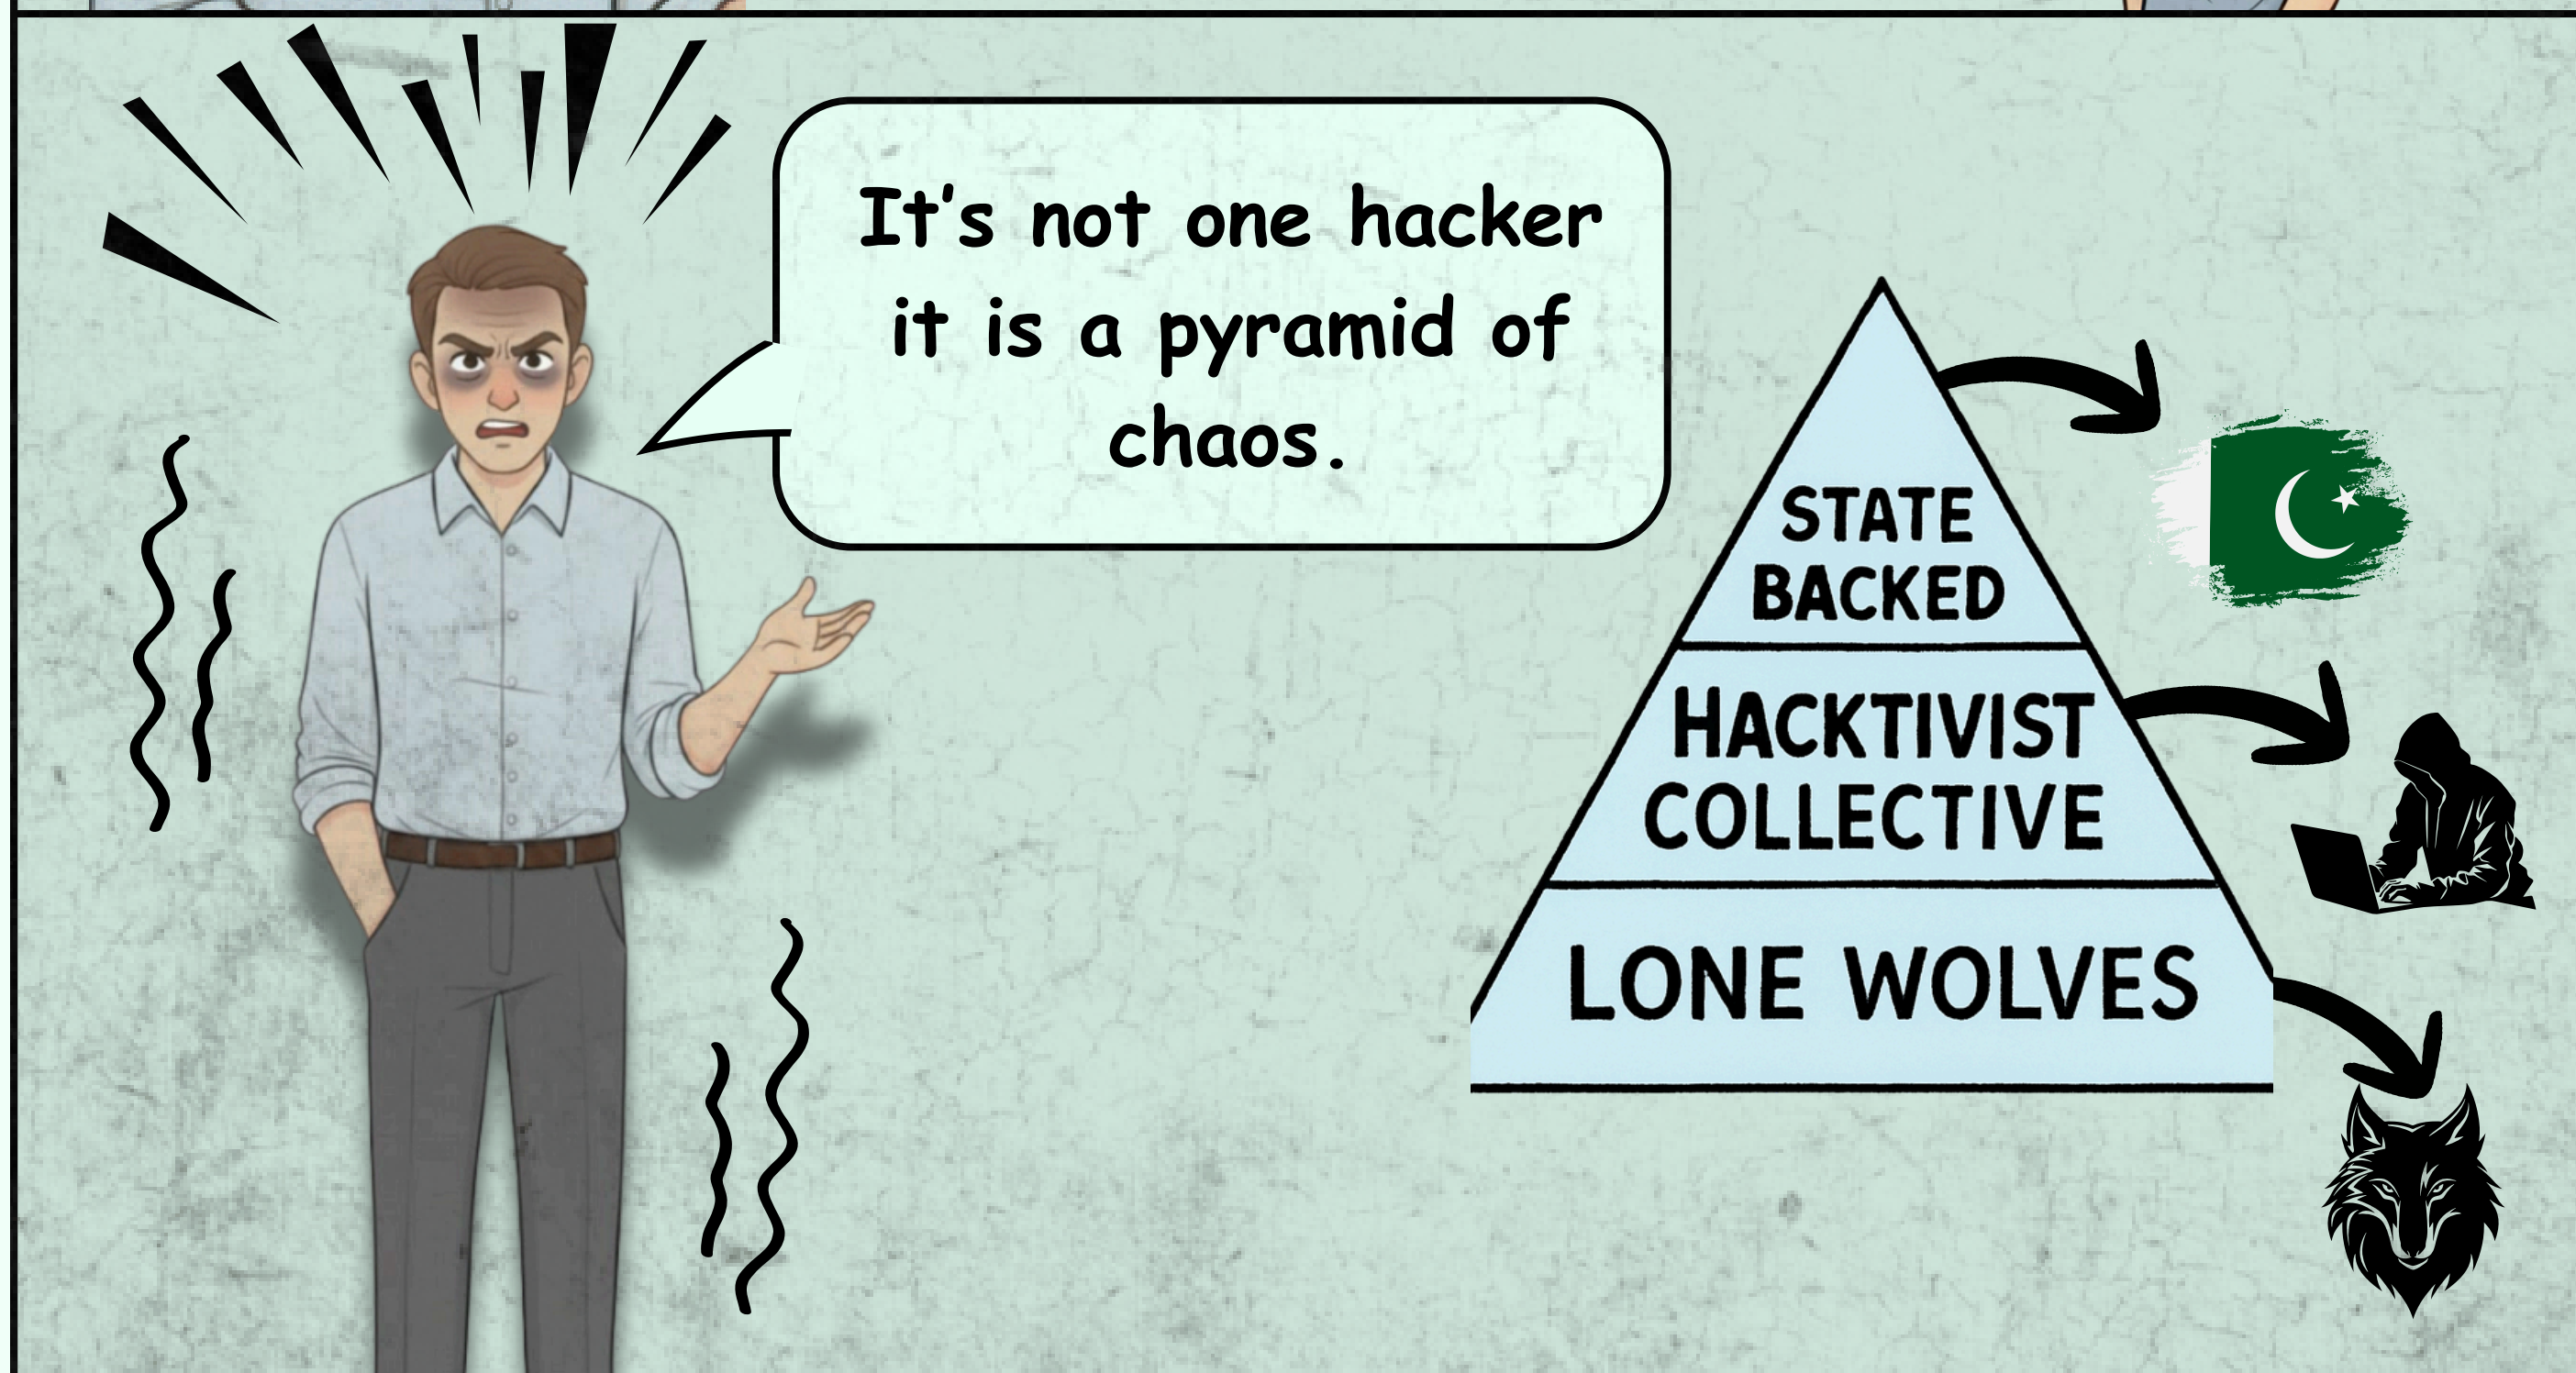 It's not one hacker
it is a pyramid of
chaos.
STATE
BACKED
HACKTIVIST
COLLECTIVE
LONE WOLVES